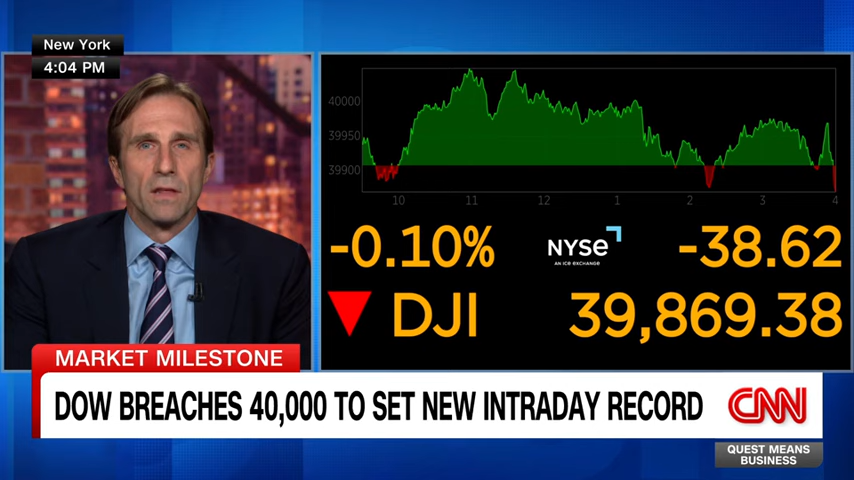 New York
4:04 PM
40000
39950
39900
10 11 12 1 2 3 4
-0.10% NYSE -38.62
AN ICE EXCHANGE
DJI 39,869.38
MARKET MILESTONE
DOW BREACHES 40,000 TO SET NEW INTRADAY RECORD
CNN
QUEST MEANS
BUSINESS